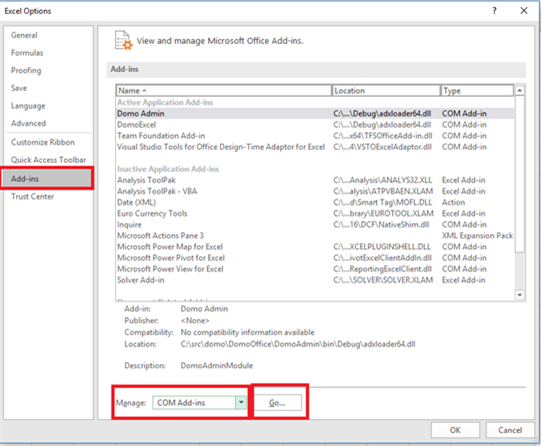 Excel Options ? ×
General
Formulas
Proofing
Save
Language
Advanced
Customize Ribbon
Quick Access Toolbar
Add-ins
Trust Center
View and manage Microsoft Office Add-ins.
Add-ins
Name Location Type
Active Application Add-ins
Domo Admin C:\...\Debug\adxloader64.dll COM Add-in
DomoExcel C:\...\Debug\adxloader64.dll COM Add-in
Team Foundation Add-in C:\...x64\TFSOffice­Add-in.dll COM Add-in
Visual Studio Tools for Office Design-Time Adaptor for Excel C:\...4\VSTOExcelAdaptor.dll COM Add-in
Inactive Application Add-ins
Analysis ToolPak C:\...Analysis\ANALYS32.XLL Excel Add-in
Analysis ToolPak - VBA C:\...alysis\ATPVBAEN.XLAM Excel Add-in
Date (XML) C:\...d\Smart Tag\MOFL.DLL Action
Euro Currency Tools C:\...brary\EUROTOOL.XLAM Excel Add-in
Inquire C:\...16\DCF\NativeShim.dll COM Add-in
Microsoft Actions Pane 3 XML Expansion Pack
Microsoft Power Map for Excel C:\...XCELPLUGINSHELL.DLL COM Add-in
Microsoft Power Pivot for Excel C:\...ivotExcelClientAddIn.dll COM Add-in
Microsoft Power View for Excel C:\...ReportingExcelClient.dll COM Add-in
Solver Add-in C:\...\SOLVER\SOLVER.XLAM Excel Add-in
Add-in: Domo Admin
Publisher: <None>
Compatibility: No compatibility information available
Location: C:\src\domo\DomoOffice\DomoAdmin\bin\Debug\adxloader64.dll
Description: DomoAdminModule
Manage: COM Add-ins Go...
OK Cancel